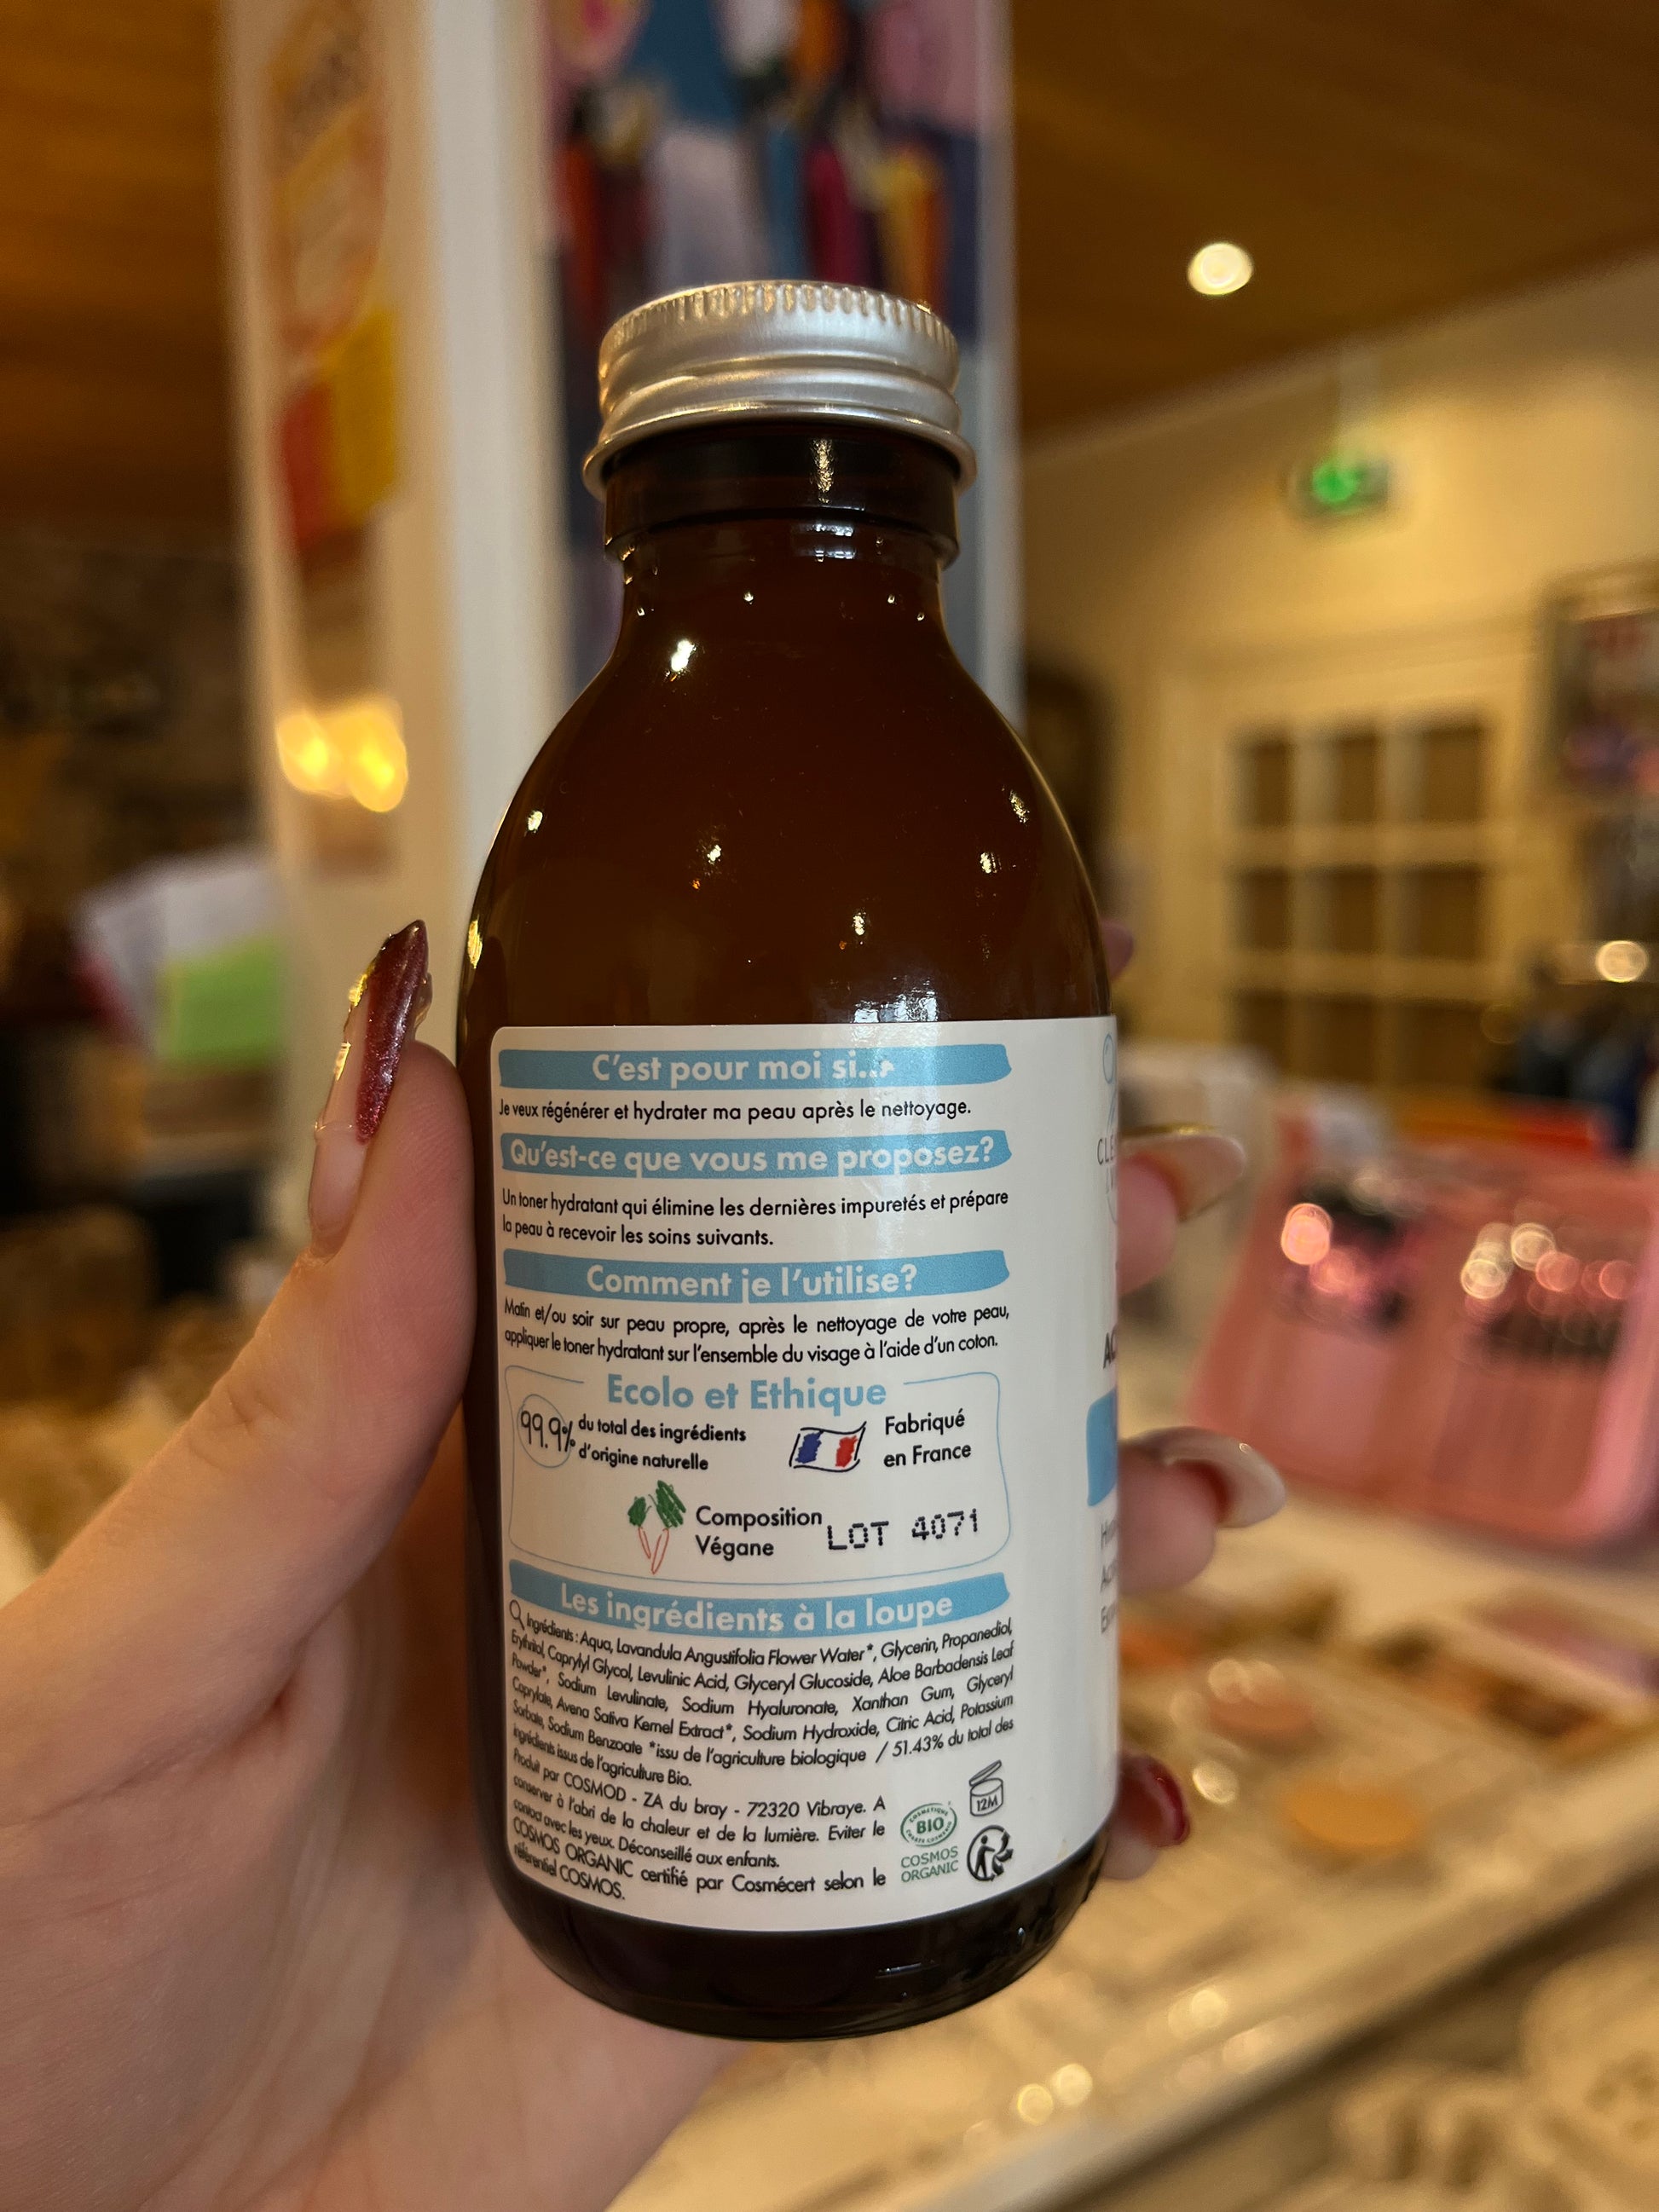 C'est pour moi si...
Je veux régénérer et hydrater ma peau après le nettoyage.
Qu'est-ce que vous me proposez?
Un toner hydratant qui élimine les dernières impuretés et prépare
la peau à recevoir les soins suivants.
Comment je l'utilise?
Matin et/ou soir sur peau propre, après le nettoyage de votre peau,
appliquer le toner hydratant sur l'ensemble du visage à l'aide d'un coton.
Ecolo et Ethique
99.9% du total des ingrédients
d'origine naturelle
Fabriqué
en France
Composition
Végane
LOT 4071
Les ingrédients à la loupe
Ingrédients : Aqua, Lavandula Angustifolia Flower Water*, Glycerin, Propanediol,
Erythritol, Caprylyl Glycol, Levulinic Acid, Glyceryl Glucoside, Aloe Barbadensis Leaf
Powder*, Sodium Levulinate, Sodium Hyaluronate, Xanthan Gum, Glyceryl
Caprylate, Avena Sativa Kernel Extract*, Sodium Hydroxide, Citric Acid, Potassium
Sorbate, Sodium Benzoate *issu de l'agriculture biologique / 51.43% du total des
ingrédients issus de l'agriculture Bio.
Produit par COSMOD - ZA du bray - 72320 Vibraye. A
conserver à l'abri de la chaleur et de la lumière. Eviter le
contact avec les yeux. Déconseillé aux enfants.
COSMOS ORGANIC certifié par Cosmécert selon le
référentiel COSMOS.
COSMETIQUE
BIO
COSMOS
ORGANIC
12M